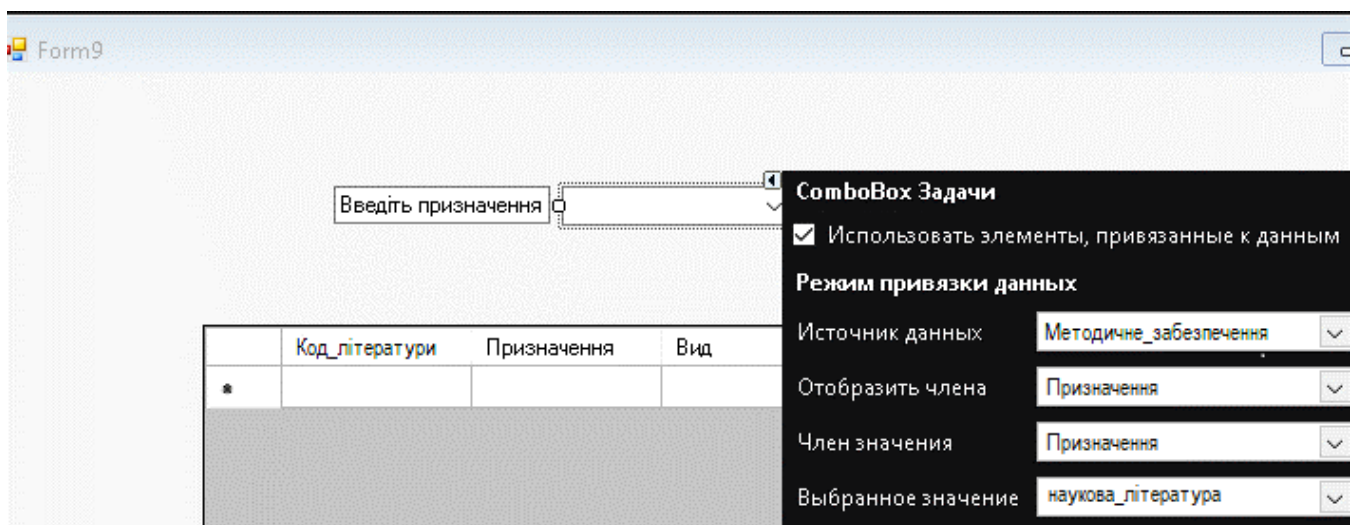 Form9
Введіть призначення
ComboBox Задачи
Использовать элементы, привязанные к данным
Режим привязки данных
Источник данных Методичне_забезпечення
Отобразить члена Призначення
Член значения Призначення
Выбранное значение наукова_література
Код_літератури Призначення Вид